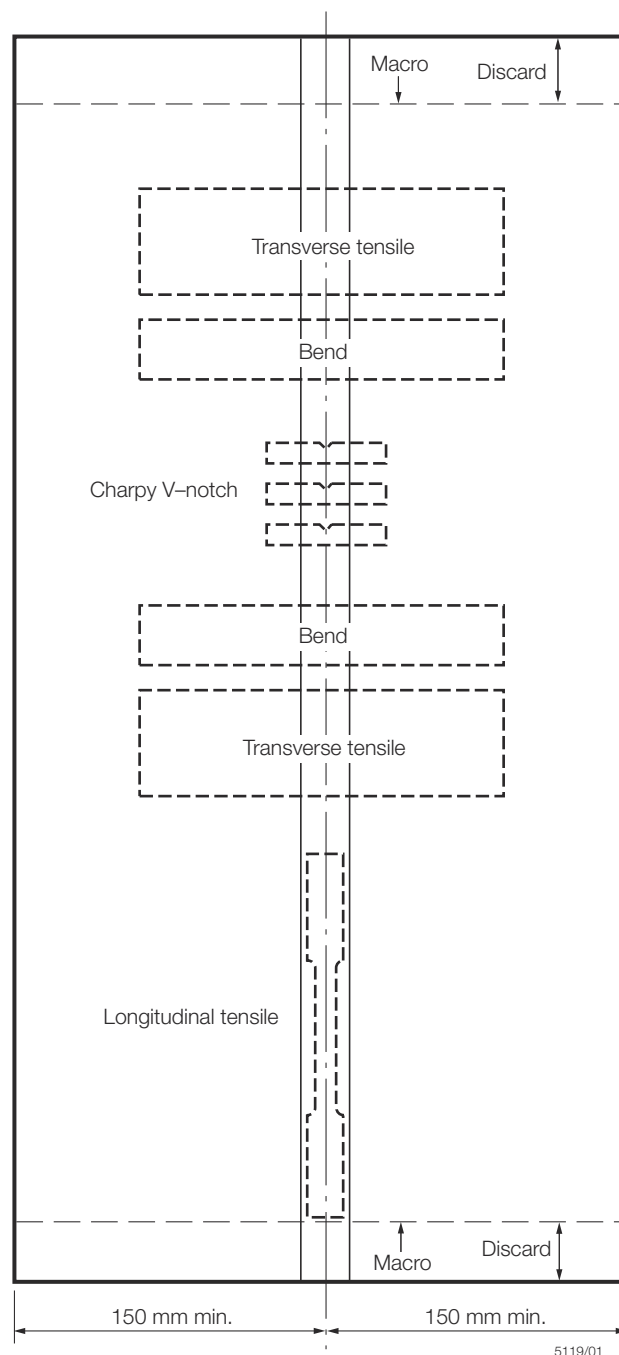 Macro
Discard
Transverse tensile
Bend
Charpy V–notch
Bend
Transverse tensile
Longitudinal tensile
Macro
Discard
150 mm min.
150 mm min.
5119/01